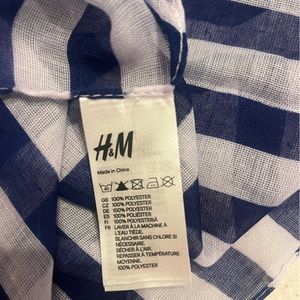 H&M
Made in China
GB 100% POLYESTER
CZ 100% POLYESTER
DE 100% POLYESTER
ES 100% POLIÉSTER
FI 100% POLYESTERI
FR LAVER À LA MACHINE À
L'EAU TIÈDE.
BLANCHIR SANS CHLORE SI
NÉCESSAIRE.
SÉCHER À L'AIR.
REPASSER À TEMPÉRATURE
MOYENNE.
100% POLYESTER